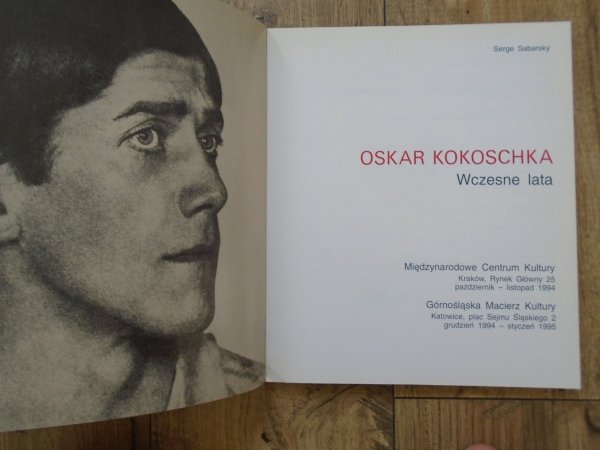 Serge Sabarsky
OSKAR KOKOSCHKA
Wczesne lata
Międzynarodowe Centrum Kultury
Kraków, Rynek Główny 25
październik – listopad 1994
Górnośląska Macierz Kultury
Katowice, plac Sejmu Śląskiego 2
grudzień 1994 – styczeń 1995